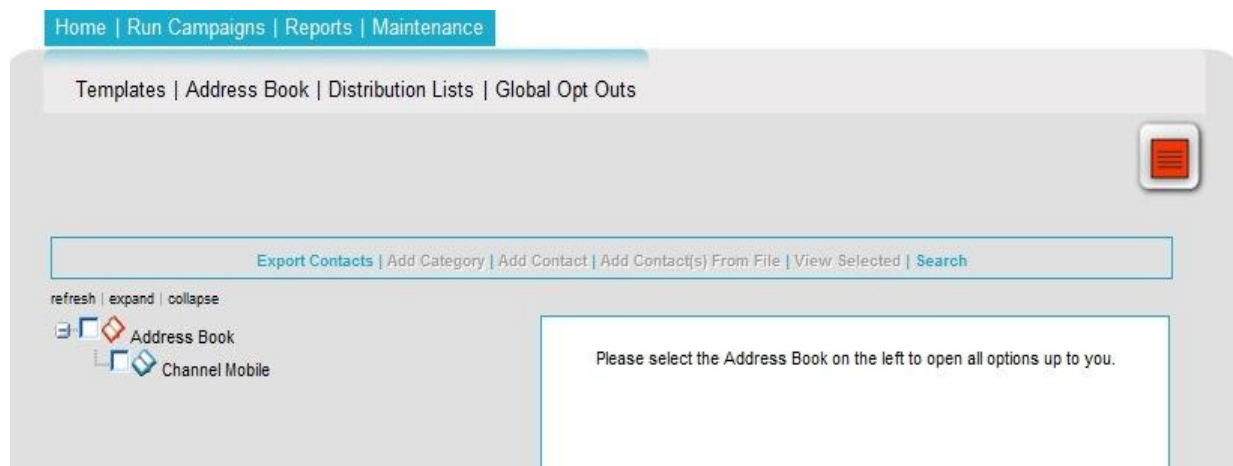 Home | Run Campaigns | Reports | Maintenance
Templates | Address Book | Distribution Lists | Global Opt Outs
Export Contacts | Add Category | Add Contact | Add Contact(s) From File | View Selected | Search
refresh | expand | collapse
Address Book
Channel Mobile
Please select the Address Book on the left to open all options up to you.